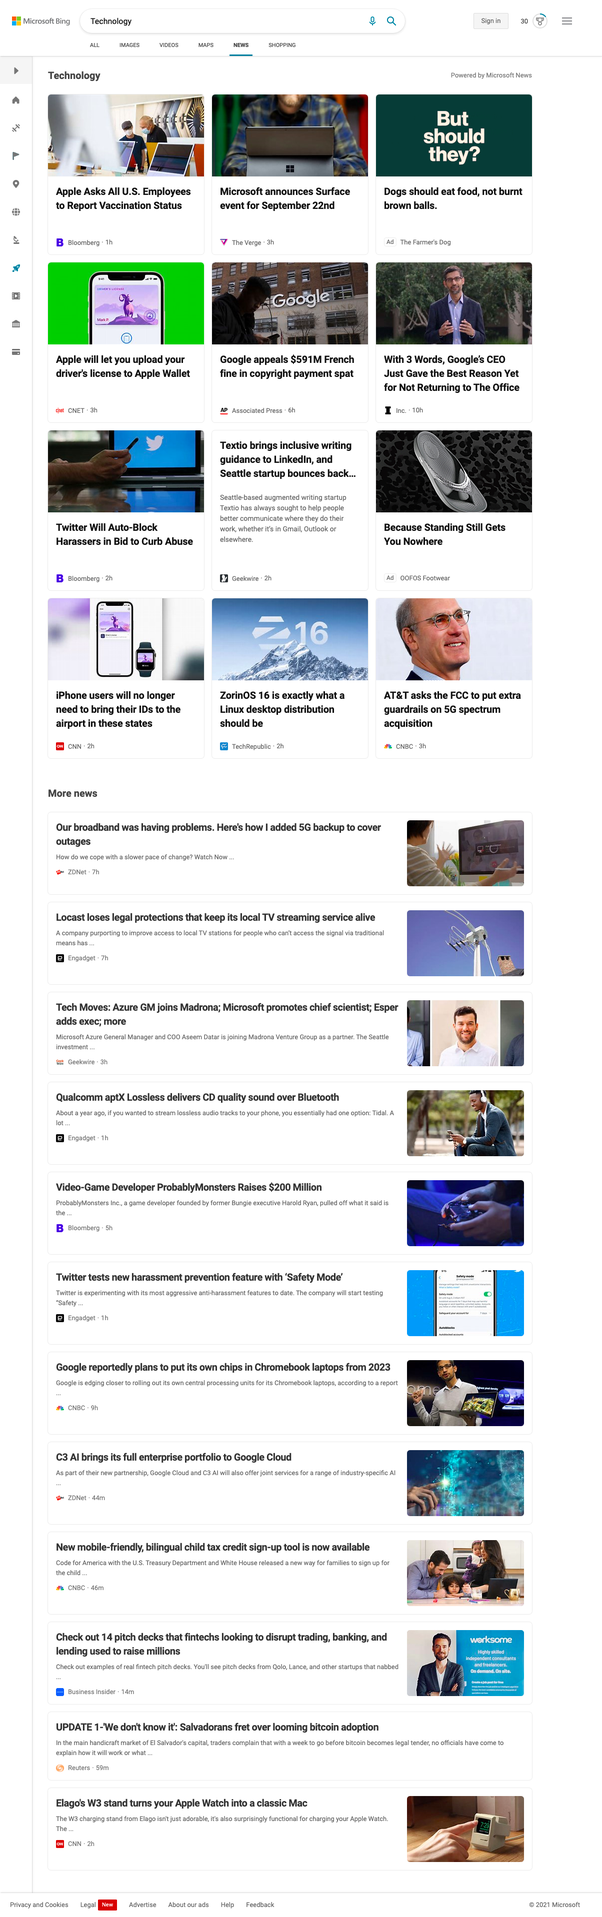 Microsoft Bing
Technology
Sign in
30
ALL
IMAGES
VIDEOS
MAPS
NEWS
SHOPPING
Technology
Powered by Microsoft News
But
should
they?
Apple Asks All U.S. Employees
to Report Vaccination Status
Bloomberg · 1h
Microsoft announces Surface
event for September 22nd
The Verge · 3h
Dogs should eat food, not burnt
brown balls.
Ad The Farmer's Dog
Google
Apple will let you upload your
driver's license to Apple Wallet
CNET · 3h
Google appeals $591M French
fine in copyright payment spat
AP Associated Press · 6h
With 3 Words, Google's CEO
Just Gave the Best Reason Yet
for Not Returning to The Office
Inc. · 10h
Twitter Will Auto-Block
Harassers in Bid to Curb Abuse
Bloomberg · 2h
Textio brings inclusive writing
guidance to LinkedIn, and
Seattle startup bounces back...
Seattle-based augmented writing startup
Textio has always sought to help people
better communicate where they do their
work, whether it's in Gmail, Outlook or
elsewhere.
Geekwire · 2h
Because Standing Still Gets
You Nowhere
Ad OOFOS Footwear
16
iPhone users will no longer
need to bring their IDs to the
airport in these states
CNN · 2h
ZorinOS 16 is exactly what a
Linux desktop distribution
should be
TechRepublic · 2h
AT&T asks the FCC to put extra
guardrails on 5G spectrum
acquisition
CNBC · 3h
More news
Our broadband was having problems. Here's how I added 5G backup to cover
outages
How do we cope with a slower pace of change? Watch Now ...
ZDNet · 7h
Locast loses legal protections that keep its local TV streaming service alive
A company purporting to improve access to local TV stations for people who can't access the signal via traditional
means has ...
Engadget · 7h
Tech Moves: Azure GM joins Madrona; Microsoft promotes chief scientist; Esper
adds exec; more
Microsoft Azure General Manager and COO Aseem Datar is joining Madrona Venture Group as a partner. The Seattle
investment ...
Geekwire · 3h
Qualcomm aptX Lossless delivers CD quality sound over Bluetooth
About a year ago, if you wanted to stream lossless audio tracks to your phone, you essentially had one option: Tidal. A
lot ...
Engadget · 1h
Video-Game Developer ProbablyMonsters Raises $200 Million
ProbablyMonsters Inc., a game developer founded by former Bungie executive Harold Ryan, pulled off what it said is
the ...
Bloomberg · 5h
Twitter tests new harassment prevention feature with ‘Safety Mode’
Twitter is experimenting with its most aggressive anti-harassment features to date. The company will start testing
"Safety ...
Engadget · 1h
Safety mode
Google reportedly plans to put its own chips in Chromebook laptops from 2023
Google is edging closer to rolling out its own central processing units for its Chromebook laptops, according to a report
...
CNBC · 9h
C3 AI brings its full enterprise portfolio to Google Cloud
As part of their new partnership, Google Cloud and C3 AI will also offer joint services for a range of industry-specific AI
...
ZDNet · 44m
New mobile-friendly, bilingual child tax credit sign-up tool is now available
Code for America with the U.S. Treasury Department and White House released a new way for families to sign up for
the child ...
CNBC · 46m
Check out 14 pitch decks that fintechs looking to disrupt trading, banking, and
lending used to raise millions
Check out examples of real fintech pitch decks. You'll see pitch decks from Qolo, Lance, and other startups that nabbed
...
Business Insider · 14m
worksome
Highly skilled
independent consultants
and freelancers.
On demand. On site.
UPDATE 1-'We don't know it': Salvadorans fret over looming bitcoin adoption
In the main handicraft market of El Salvador's capital, traders complain that with a week to go before bitcoin becomes legal tender, no officials have come to
explain how it will work or what ...
Reuters · 59m
Elago's W3 stand turns your Apple Watch into a classic Mac
The W3 charging stand from Elago isn't just adorable, it's also surprisingly functional for charging your Apple Watch.
The ...
CNN · 2h
Privacy and Cookies
Legal New
Advertise
About our ads
Help
Feedback
© 2021 Microsoft